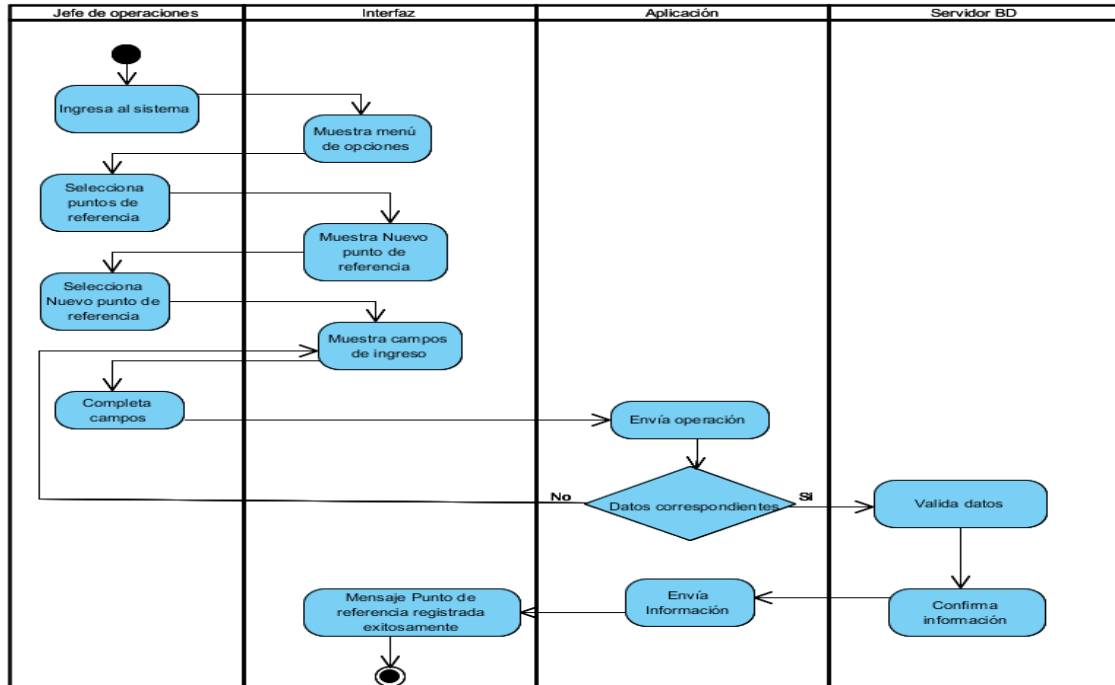 Jefe de operaciones
Interfaz
Aplicación
Servidor BD
Ingresa al sistema
Muestra menú
de opciones
Selecciona
puntos de
referencia
Muestra Nuevo
punto de
referencia
Selecciona
Nuevo punto de
referencia
Muestra campos
de ingreso
Completa
campos
Envía operación
No
Datos correspondientes
Si
Valida datos
Mensaje Punto de
referencia registrada
exitosamente
Envía
Información
Confirma
información